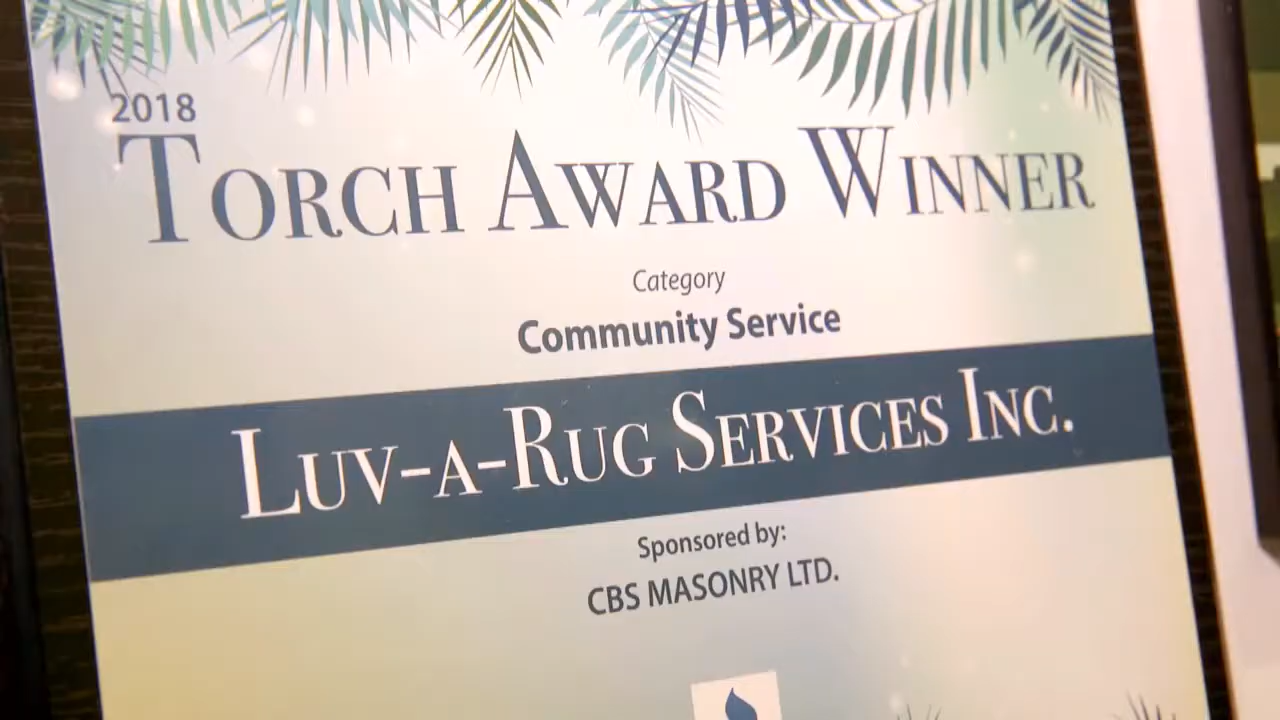 2018
TORCH AWARD WINNER
Category
Community Service
LUV-A-RUG SERVICES INC.
Sponsored by:
CBS MASONRY LTD.